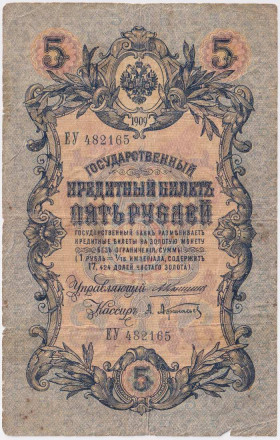 5 5
1909
ЕУ 482165
ГОСУДАРСТВЕННЫЙ
КРЕДИТНЫЙ БИЛЕТЪ
ПЯТЬ РУБЛЕЙ
ГОСУДАРСТВЕННЫЙ БАНКЪ РАЗМѢНИВАЕТЪ
КРЕДИТНЫЕ БИЛЕТЫ НА ЗОЛОТУЮ МОНЕТУ
БЕЗЪ ОГРАНИЧЕНІЯ СУММЫ
(1 РУБЛЬ = 1/15 ИМПЕРІАЛА, СОДЕРЖИТЪ
17,424 ДОЛЕЙ ЧИСТАГО ЗОЛОТА).
Управляющій
Кассиръ
ЕУ 482165
5